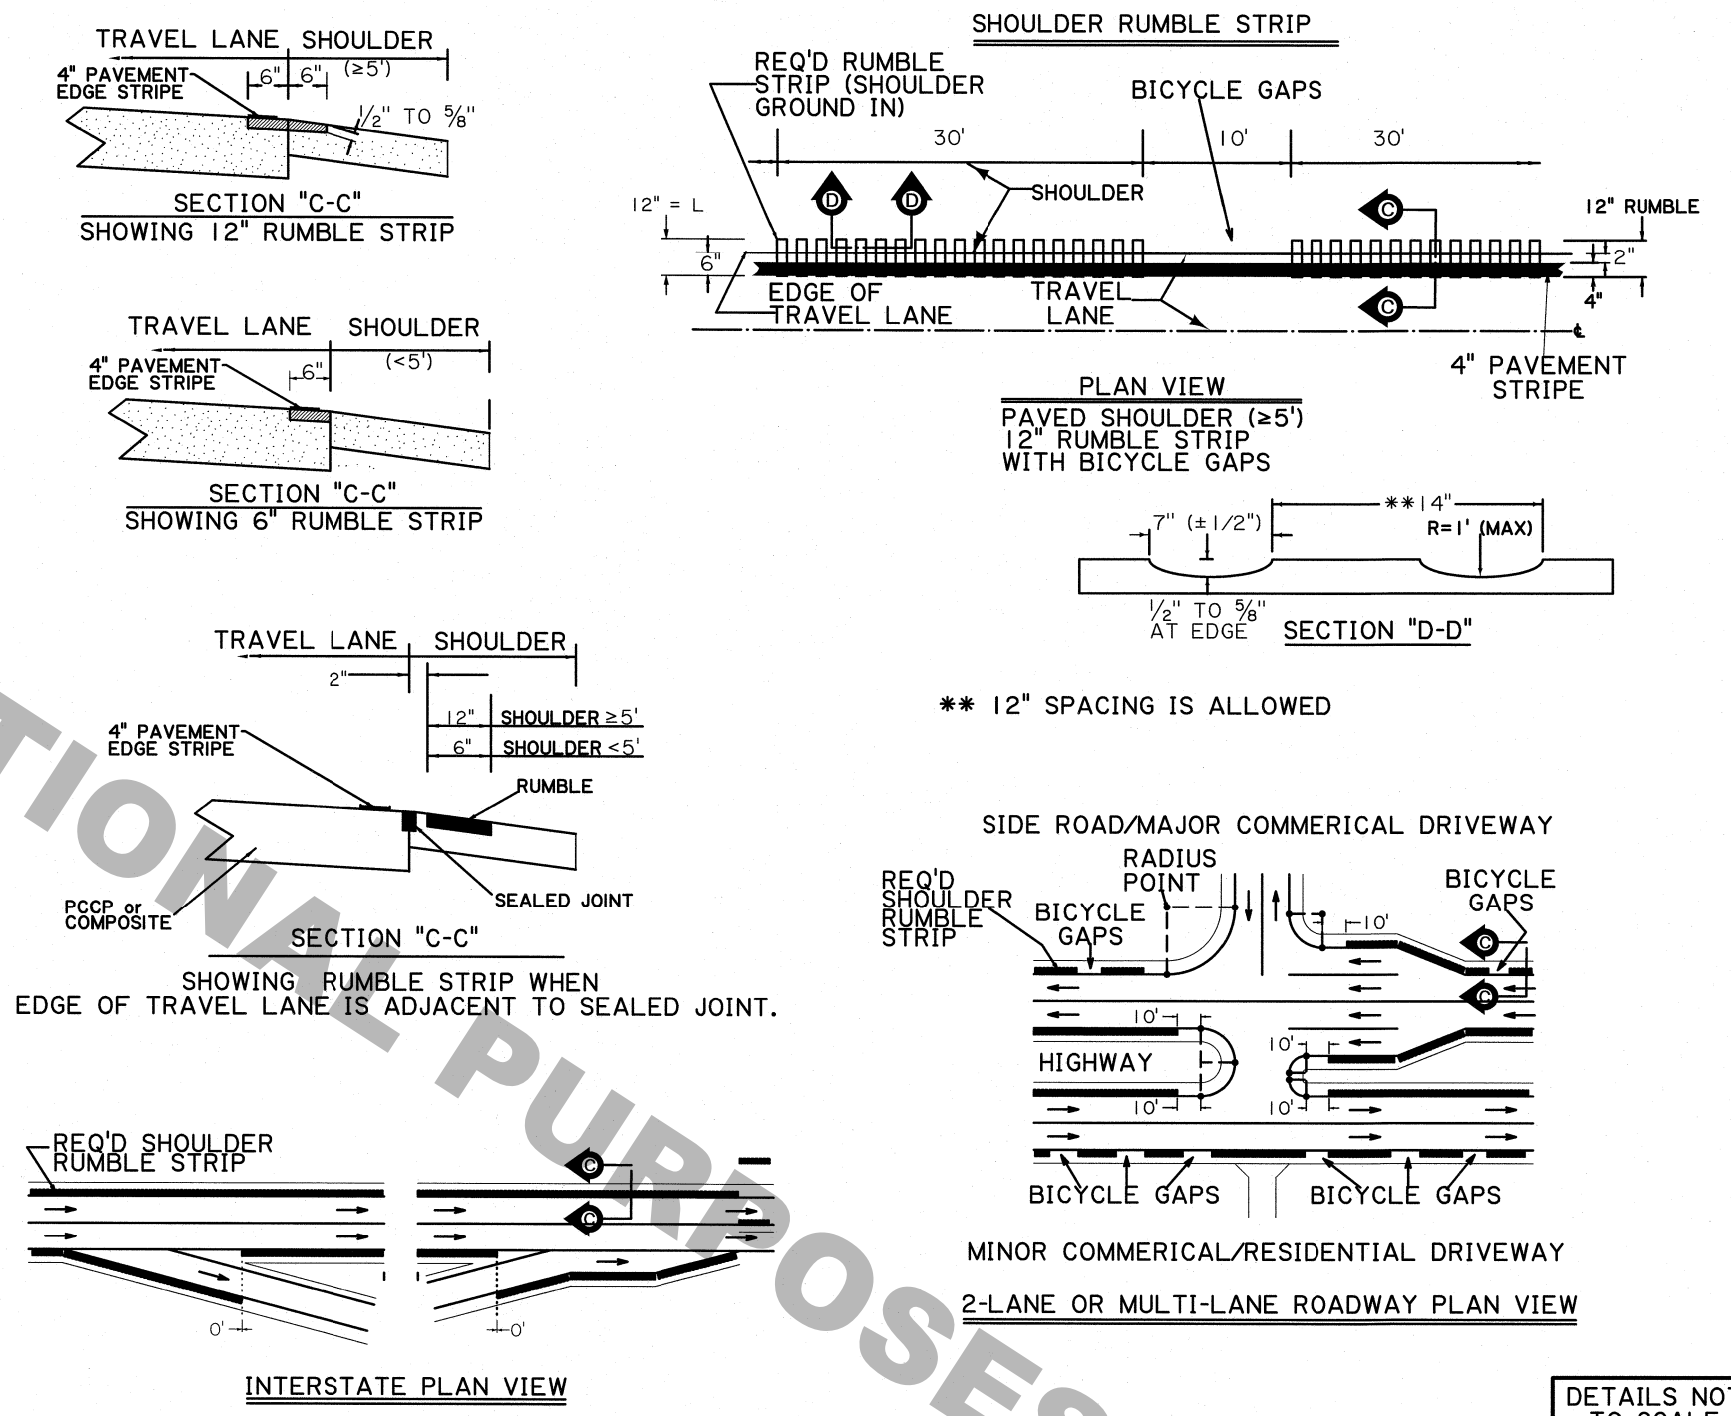 TRAVEL LANE SHOULDER
(≥5')
4" PAVEMENT
EDGE STRIPE
6" 6"
1/2" TO 5/8"
SECTION "C-C"
SHOWING 12" RUMBLE STRIP
TRAVEL LANE SHOULDER
(<5')
4" PAVEMENT
EDGE STRIPE
6"
SECTION "C-C"
SHOWING 6" RUMBLE STRIP
TRAVEL LANE SHOULDER
2"
12" SHOULDER ≥5'
6" SHOULDER <5'
4" PAVEMENT
EDGE STRIPE
RUMBLE
SEALED JOINT
PCCP or
COMPOSITE
SECTION "C-C"
SHOWING RUMBLE STRIP WHEN
EDGE OF TRAVEL LANE IS ADJACENT TO SEALED JOINT.
REQ'D SHOULDER
RUMBLE STRIP
C
C
0'
0'
INTERSTATE PLAN VIEW
SHOULDER RUMBLE STRIP
REQ'D RUMBLE
STRIP (SHOULDER
GROUND IN)
BICYCLE GAPS
30' 10' 30'
D D
SHOULDER
C
12" = L
12" RUMBLE
6"
2"
4"
EDGE OF
TRAVEL LANE
TRAVEL
LANE
C
℄
4" PAVEMENT
STRIPE
PLAN VIEW
PAVED SHOULDER (≥5')
12" RUMBLE STRIP
WITH BICYCLE GAPS
**14"
7" (±1/2")
R=1' (MAX)
1/2" TO 5/8"
AT EDGE
SECTION "D-D"
** 12" SPACING IS ALLOWED
SIDE ROAD/MAJOR COMMERICAL DRIVEWAY
RADIUS
POINT
REQ'D
SHOULDER
RUMBLE
STRIP
BICYCLE
GAPS
BICYCLE
GAPS
10'
C
C
10'
10'
HIGHWAY
10'
10'
BICYCLE GAPS BICYCLE GAPS
MINOR COMMERICAL/RESIDENTIAL DRIVEWAY
2-LANE OR MULTI-LANE ROADWAY PLAN VIEW
TIONAL PURPOSES
DETAILS NOT
TO SCALE